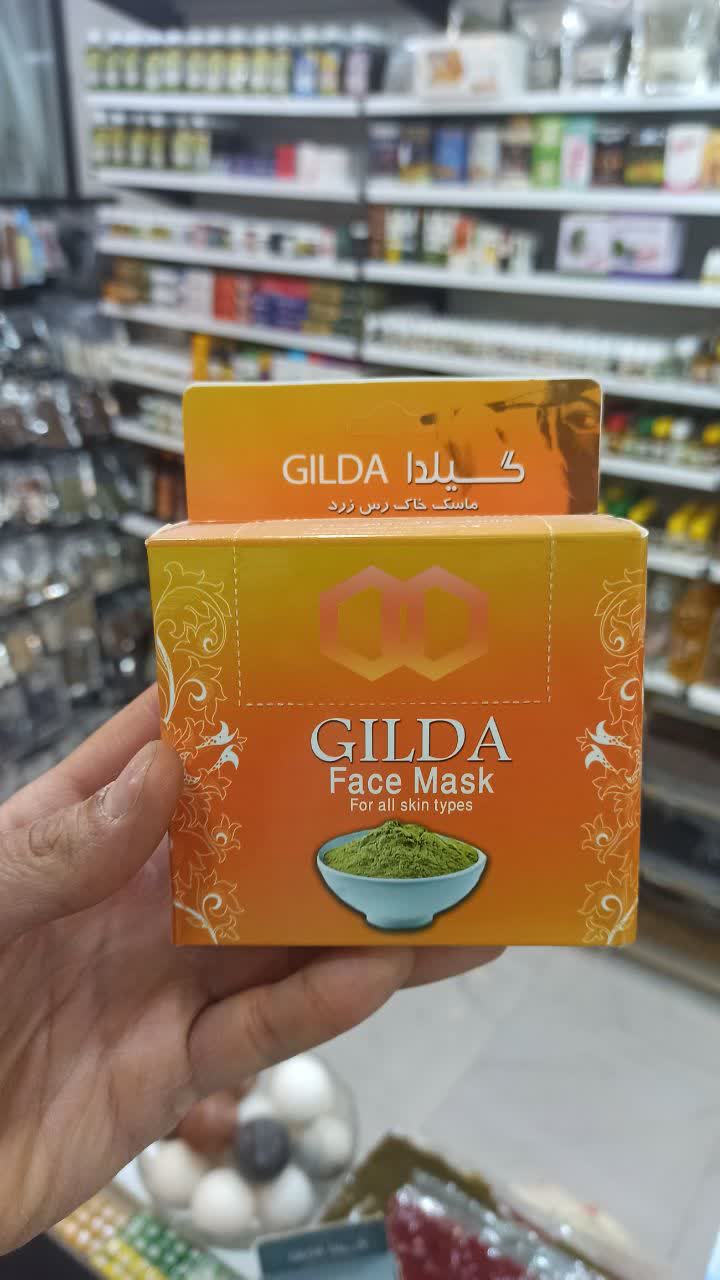 GILDA گیلدا
ماسک خاک رس زرد
GILDA
Face Mask
For all skin types